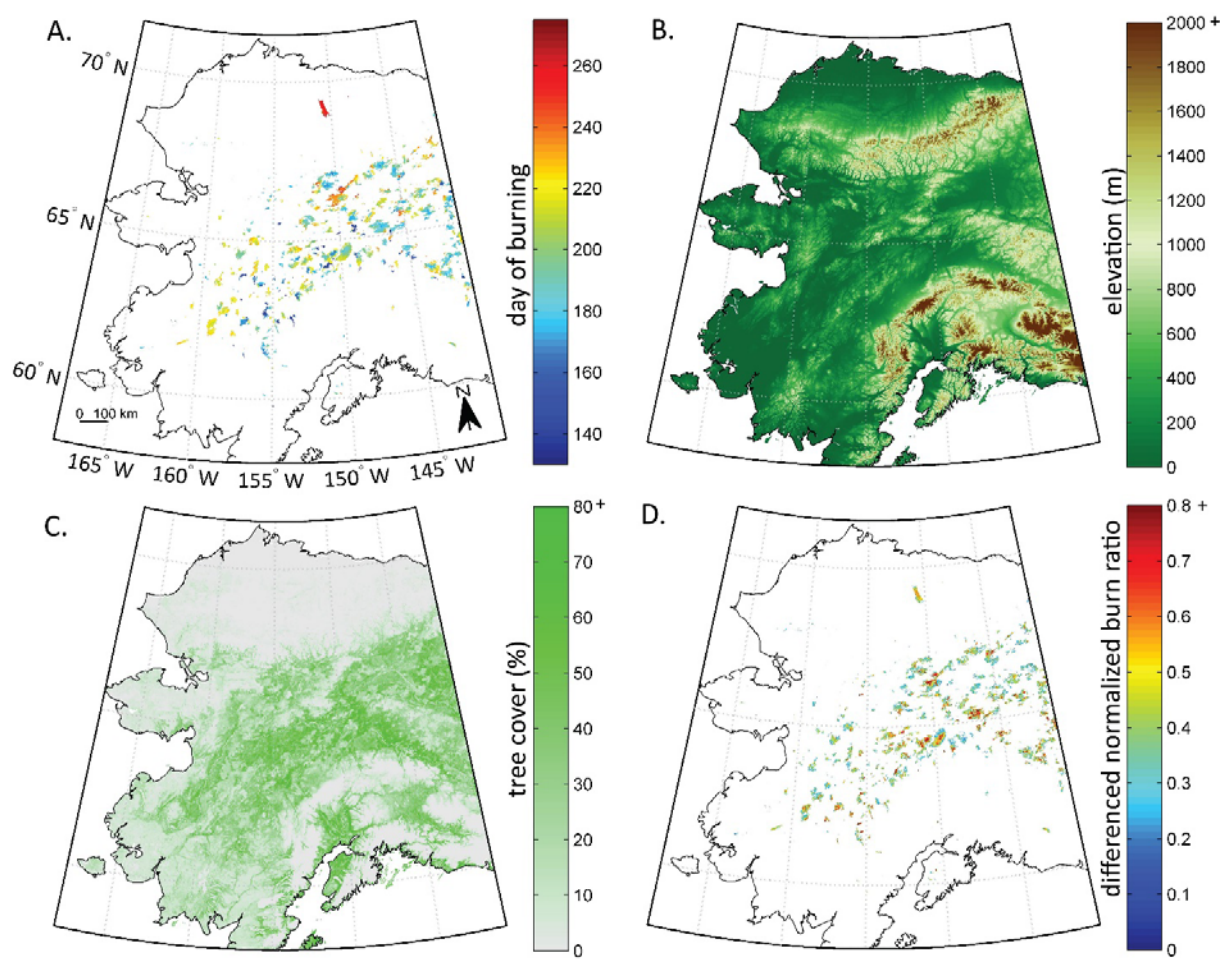 A.
70° N
65° N
60° N
0 100 km
N
165° W
160° W
155° W
150° W
145° W
260
240
220
200
180
160
140
day of burning
B.
2000 +
1800
1600
1400
1200
1000
800
600
400
200
0
elevation (m)
C.
80 +
70
60
50
40
30
20
10
0
tree cover (%)
D.
0.8 +
0.7
0.6
0.5
0.4
0.3
0.2
0.1
0
differenced normalized burn ratio